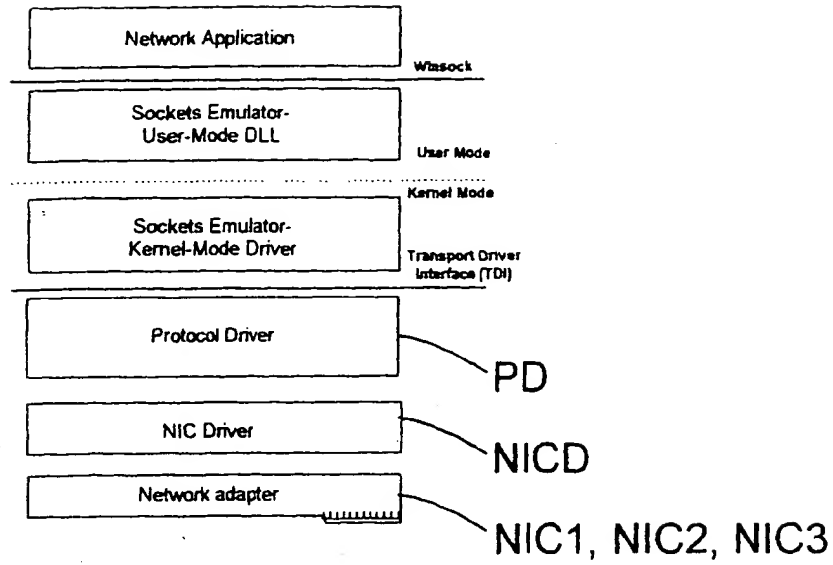 Network Application
Winsock
Sockets Emulator-
User-Mode DLL
User Mode
Kernel Mode
Sockets Emulator-
Kernel-Mode Driver
Transport Driver
Interface (TDI)
Protocol Driver
PD
NIC Driver
NICD
Network adapter
NIC1, NIC2, NIC3